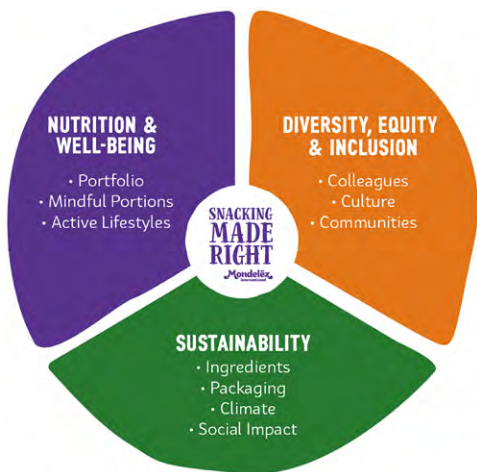 NUTRITION &
WELL-BEING
• Portfolio
• Mindful Portions
• Active Lifestyles
DIVERSITY, EQUITY
& INCLUSION
• Colleagues
• Culture
• Communities
SNACKING
MADE
RIGHT
Mondelēz
International
SUSTAINABILITY
• Ingredients
• Packaging
• Climate
• Social Impact